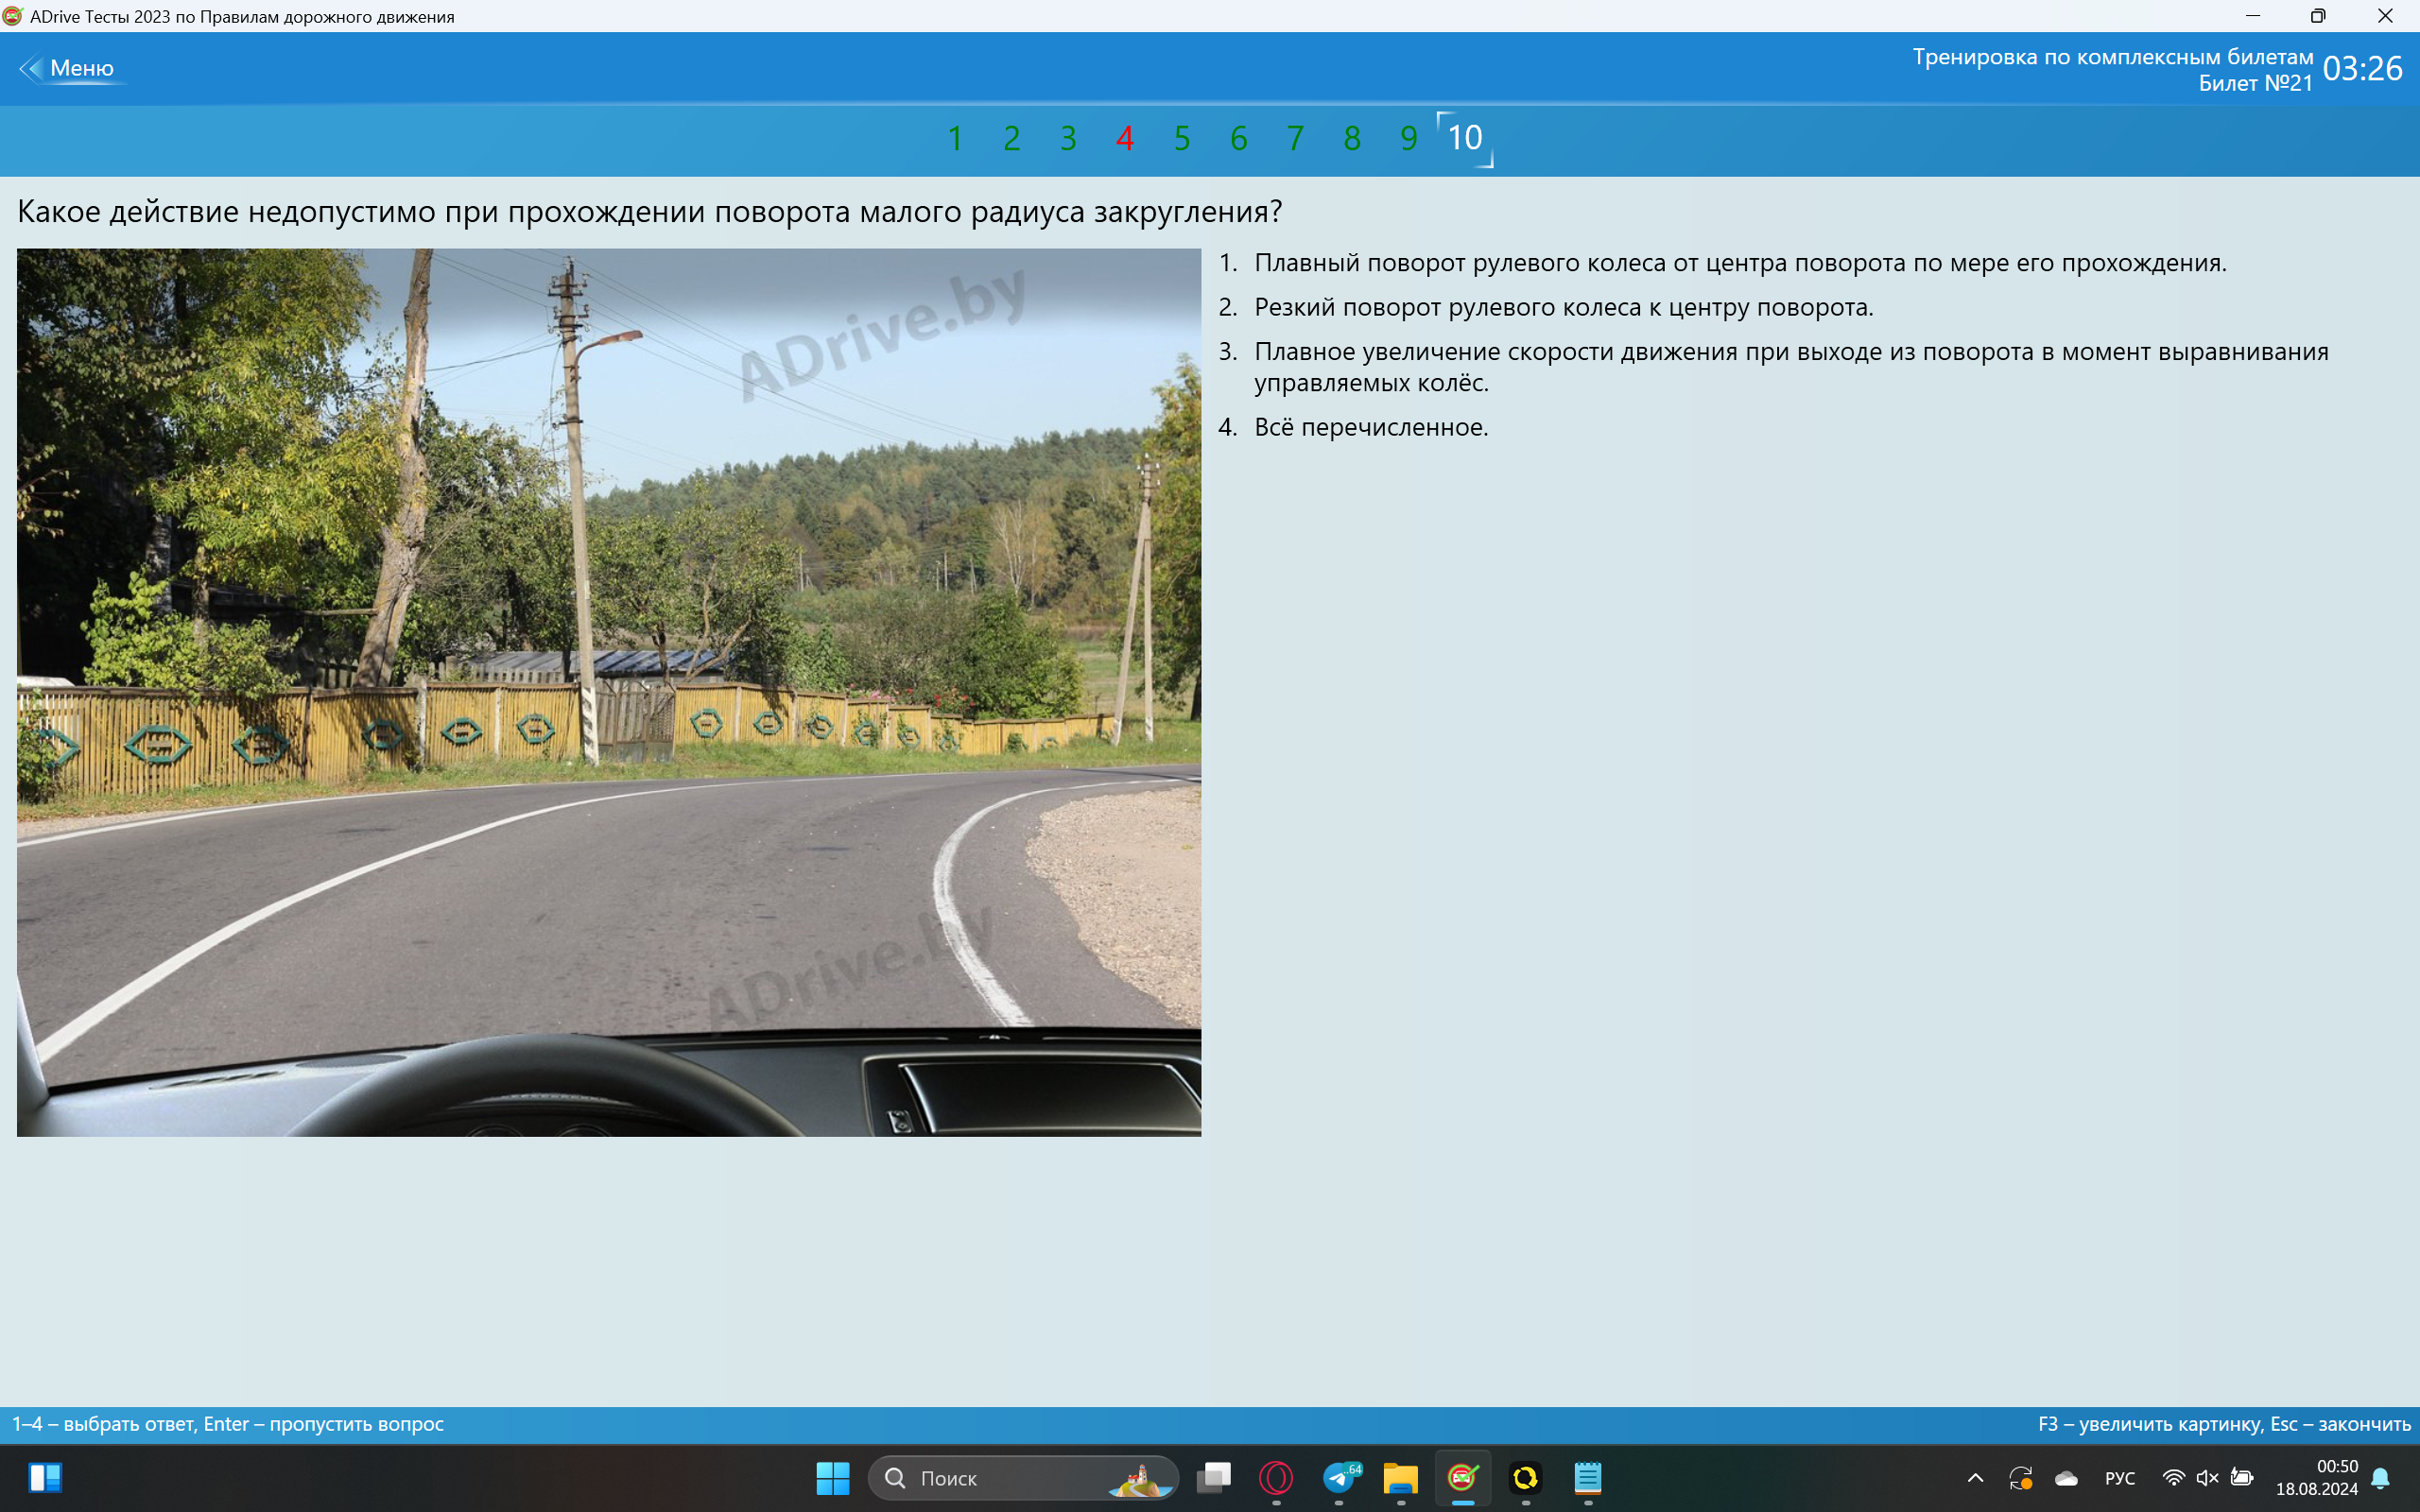 ADrive Тесты 2023 по Правилам дорожного движения
Меню
Тренировка по комплексным билетам
Билет №21
03:26
1 2 3 4 5 6 7 8 9 10
Какое действие недопустимо при прохождении поворота малого радиуса закругления?
ADrive.by
ADrive.by
1. Плавный поворот рулевого колеса от центра поворота по мере его прохождения.
2. Резкий поворот рулевого колеса к центру поворота.
3. Плавное увеличение скорости движения при выходе из поворота в момент выравнивания
управляемых колёс.
4. Всё перечисленное.
1–4 – выбрать ответ, Enter – пропустить вопрос
F3 – увеличить картинку, Esc – закончить
Поиск
..64
РУС
00:50
18.08.2024